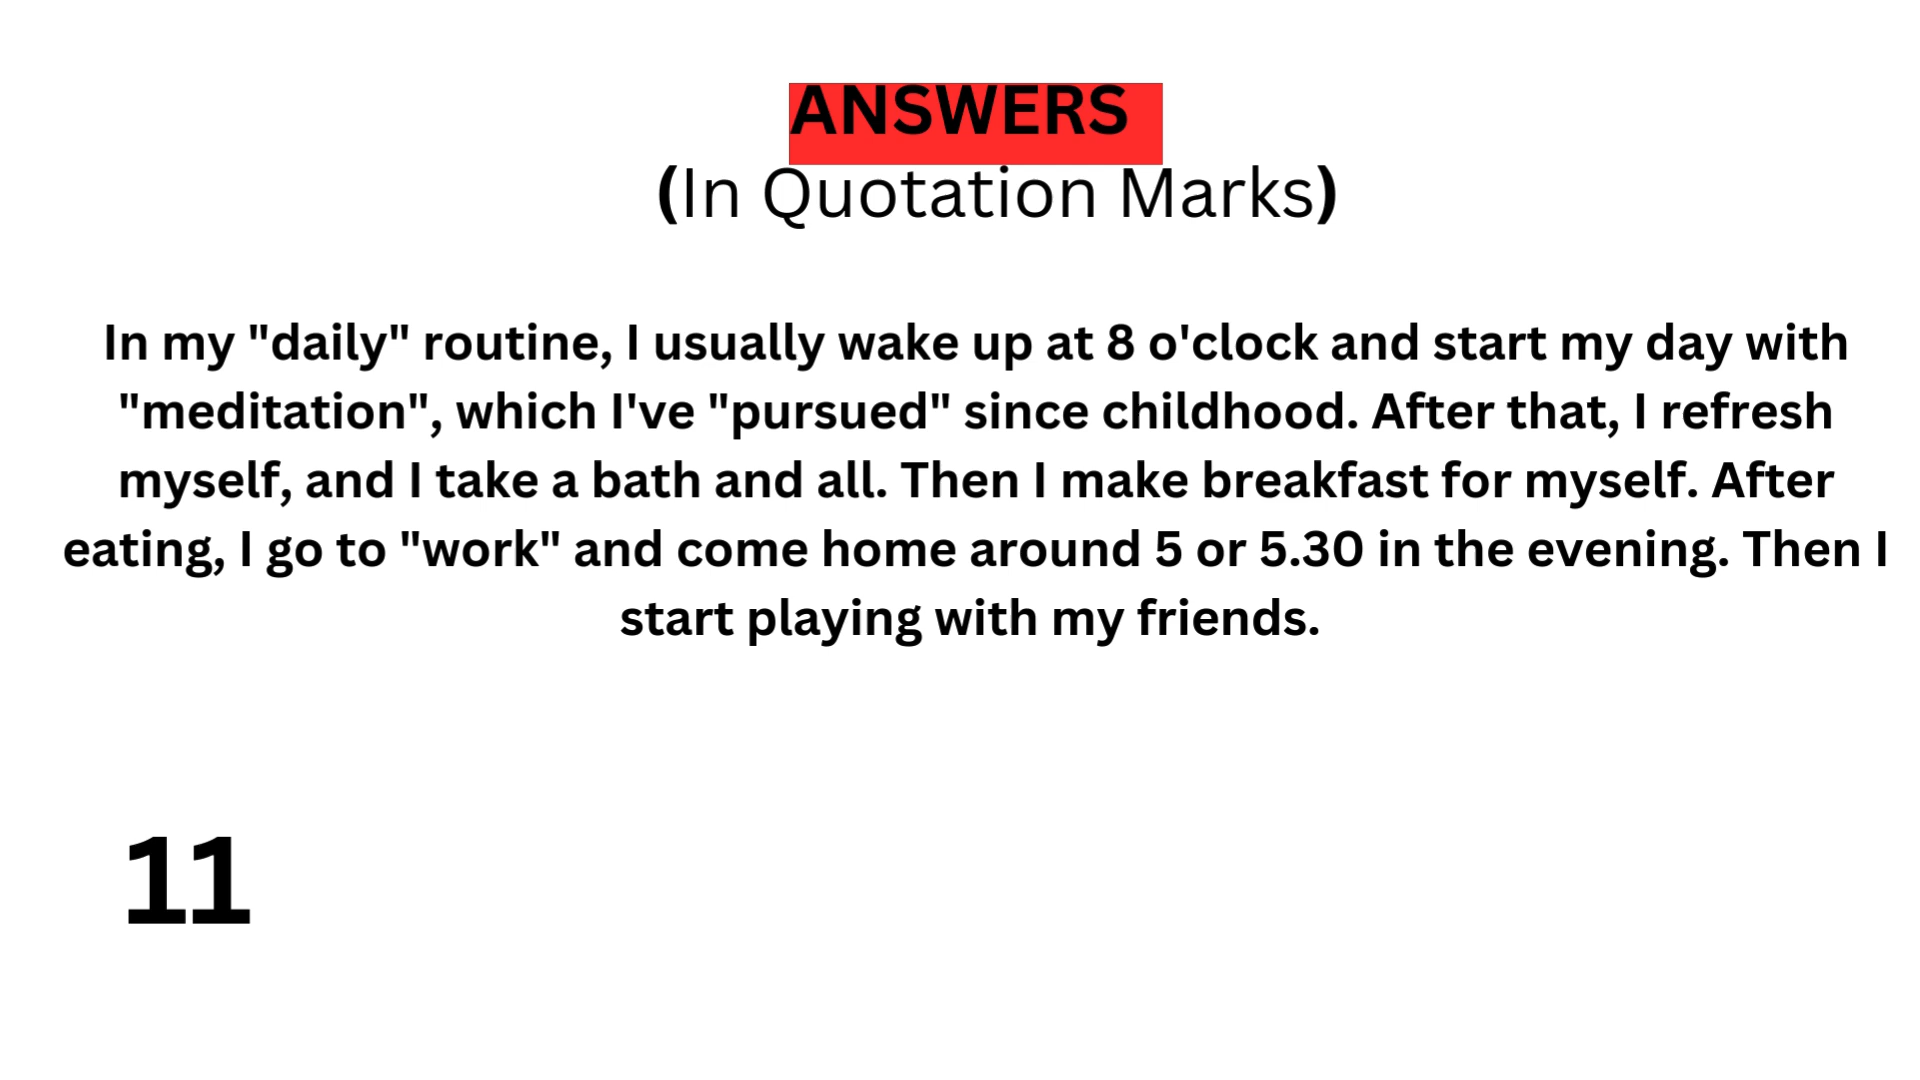 ANSWERS
(In Quotation Marks)
In my "daily" routine, I usually wake up at 8 o'clock and start my day with
"meditation", which I've "pursued" since childhood. After that, I refresh
myself, and I take a bath and all. Then I make breakfast for myself. After
eating, I go to "work" and come home around 5 or 5.30 in the evening. Then I
start playing with my friends.
11